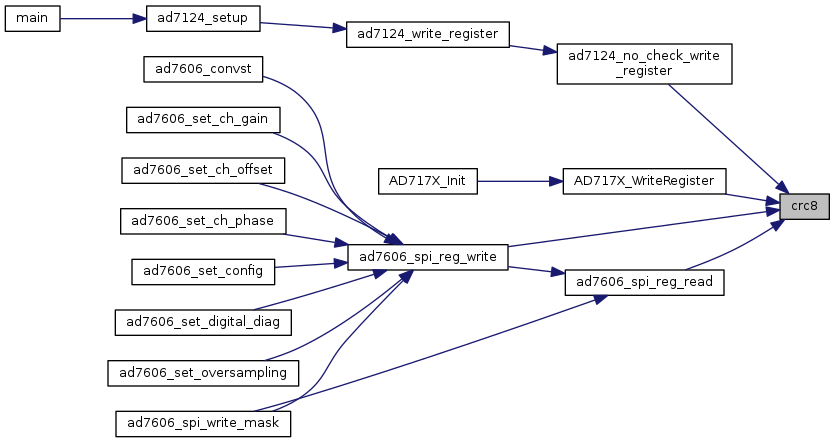 main
ad7124_setup
ad7124_write_register
ad7124_no_check_write
_register
ad7606_convst
ad7606_set_ch_gain
ad7606_set_ch_offset
AD717X_Init
AD717X_WriteRegister
crc8
ad7606_set_ch_phase
ad7606_spi_reg_write
ad7606_set_config
ad7606_spi_reg_read
ad7606_set_digital_diag
ad7606_set_oversampling
ad7606_spi_write_mask